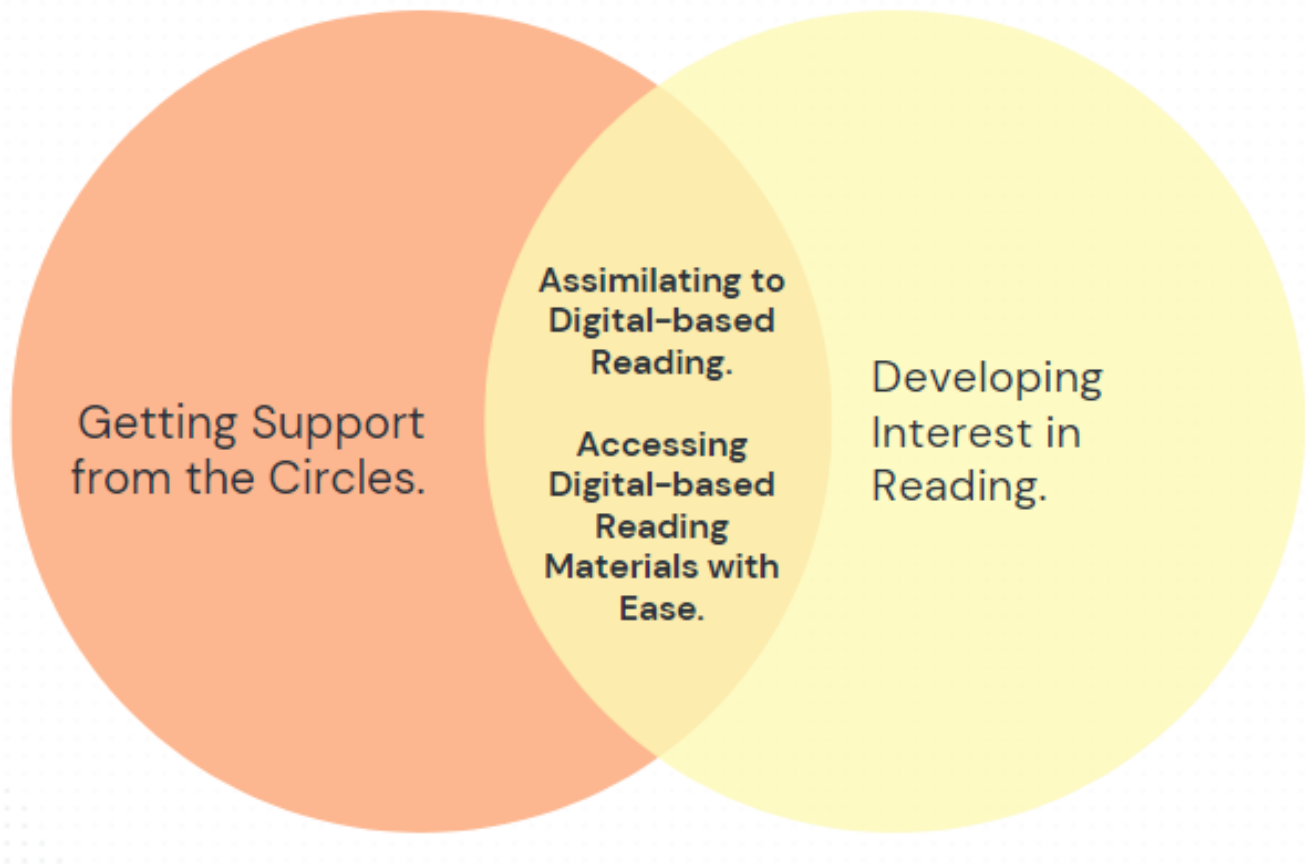 Getting Support
from the Circles.
Assimilating to
Digital-based
Reading.
Accessing
Digital-based
Reading
Materials with
Ease.
Developing
Interest in
Reading.